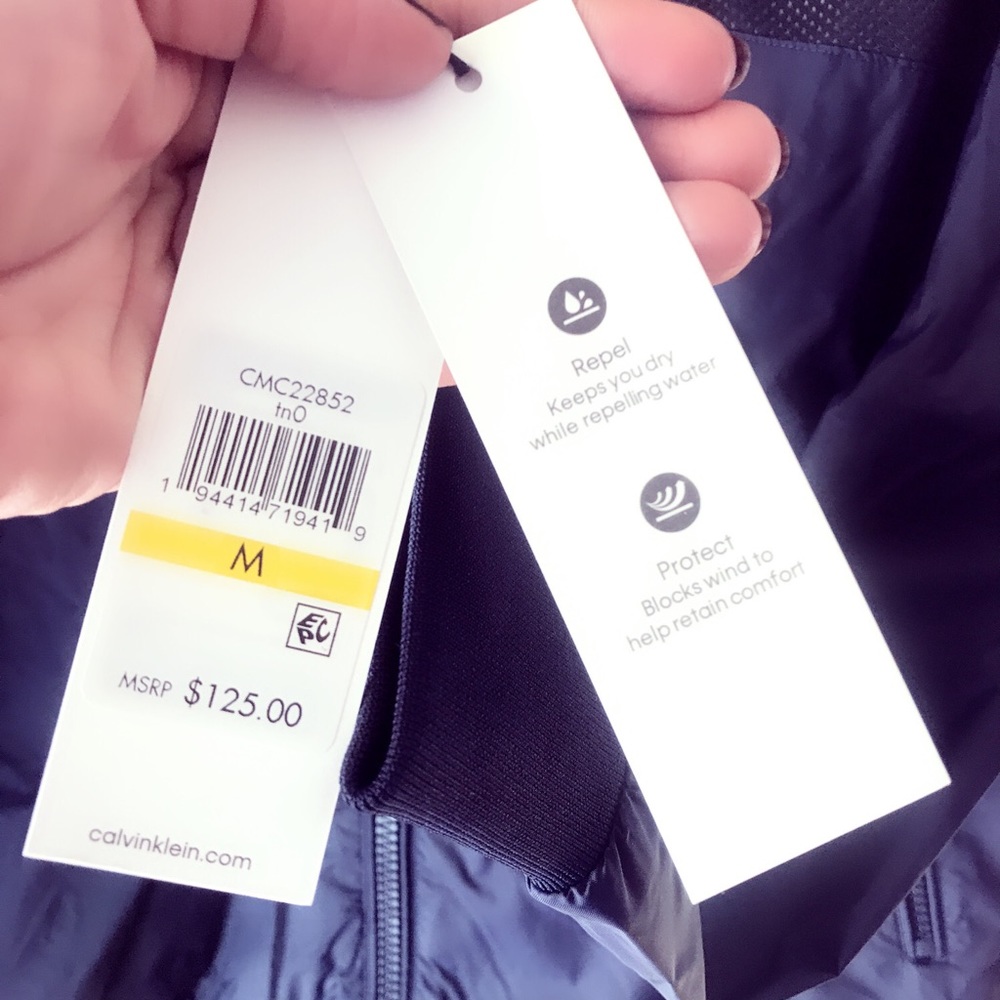 CMC22852
tn0
1 94414 71941 9
M
EPC
MSRP $125.00
calvinklein.com
Repel
Keeps you dry
while repelling water
Protect
Blocks wind to
help retain comfort